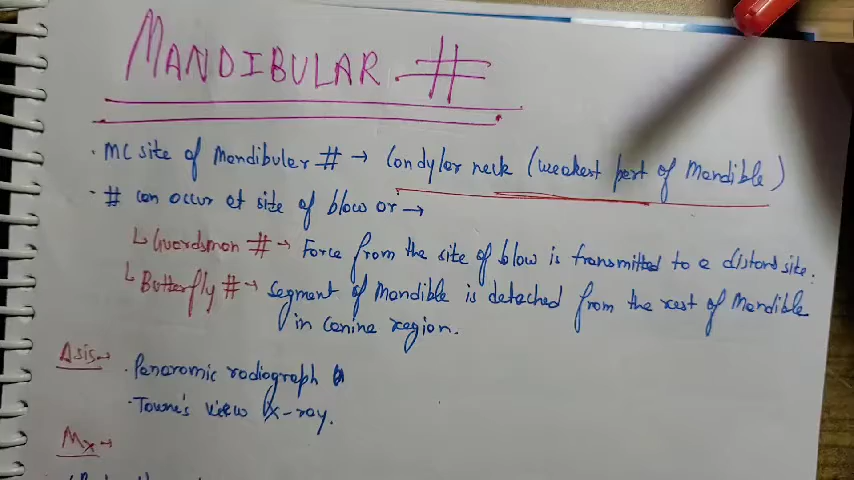 MANDIBULAR #
· MC site of Mandibular # → Condylar neck (weakest part of Mandible)
· # can occur at site of blow or →
↳ Guardsman # → Force from the site of blow is transmitted to a distant site.
↳ Butterfly # → Segment of Mandible is detached from the rest of Mandible
in canine region.
Δsis →
· Panaromic radiograph
· Towne's view X-ray.
Mx →